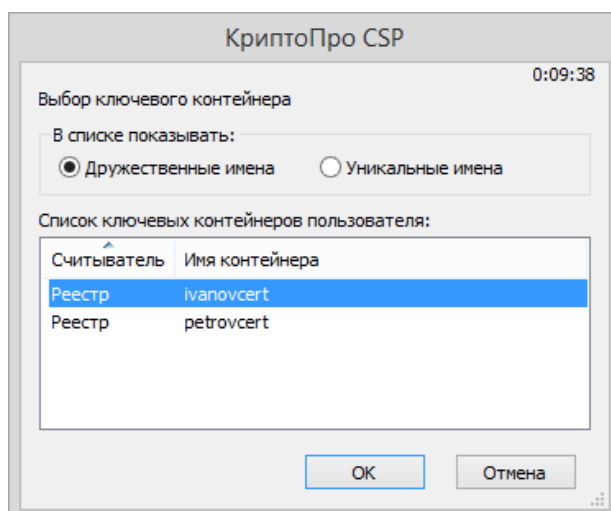 КриптоПро CSP
0:09:38
Выбор ключевого контейнера
В списке показывать:
Дружественные имена Уникальные имена
Список ключевых контейнеров пользователя:
Считыватель Имя контейнера
Реестр ivanovcert
Реестр petrovcert
ОК Отмена